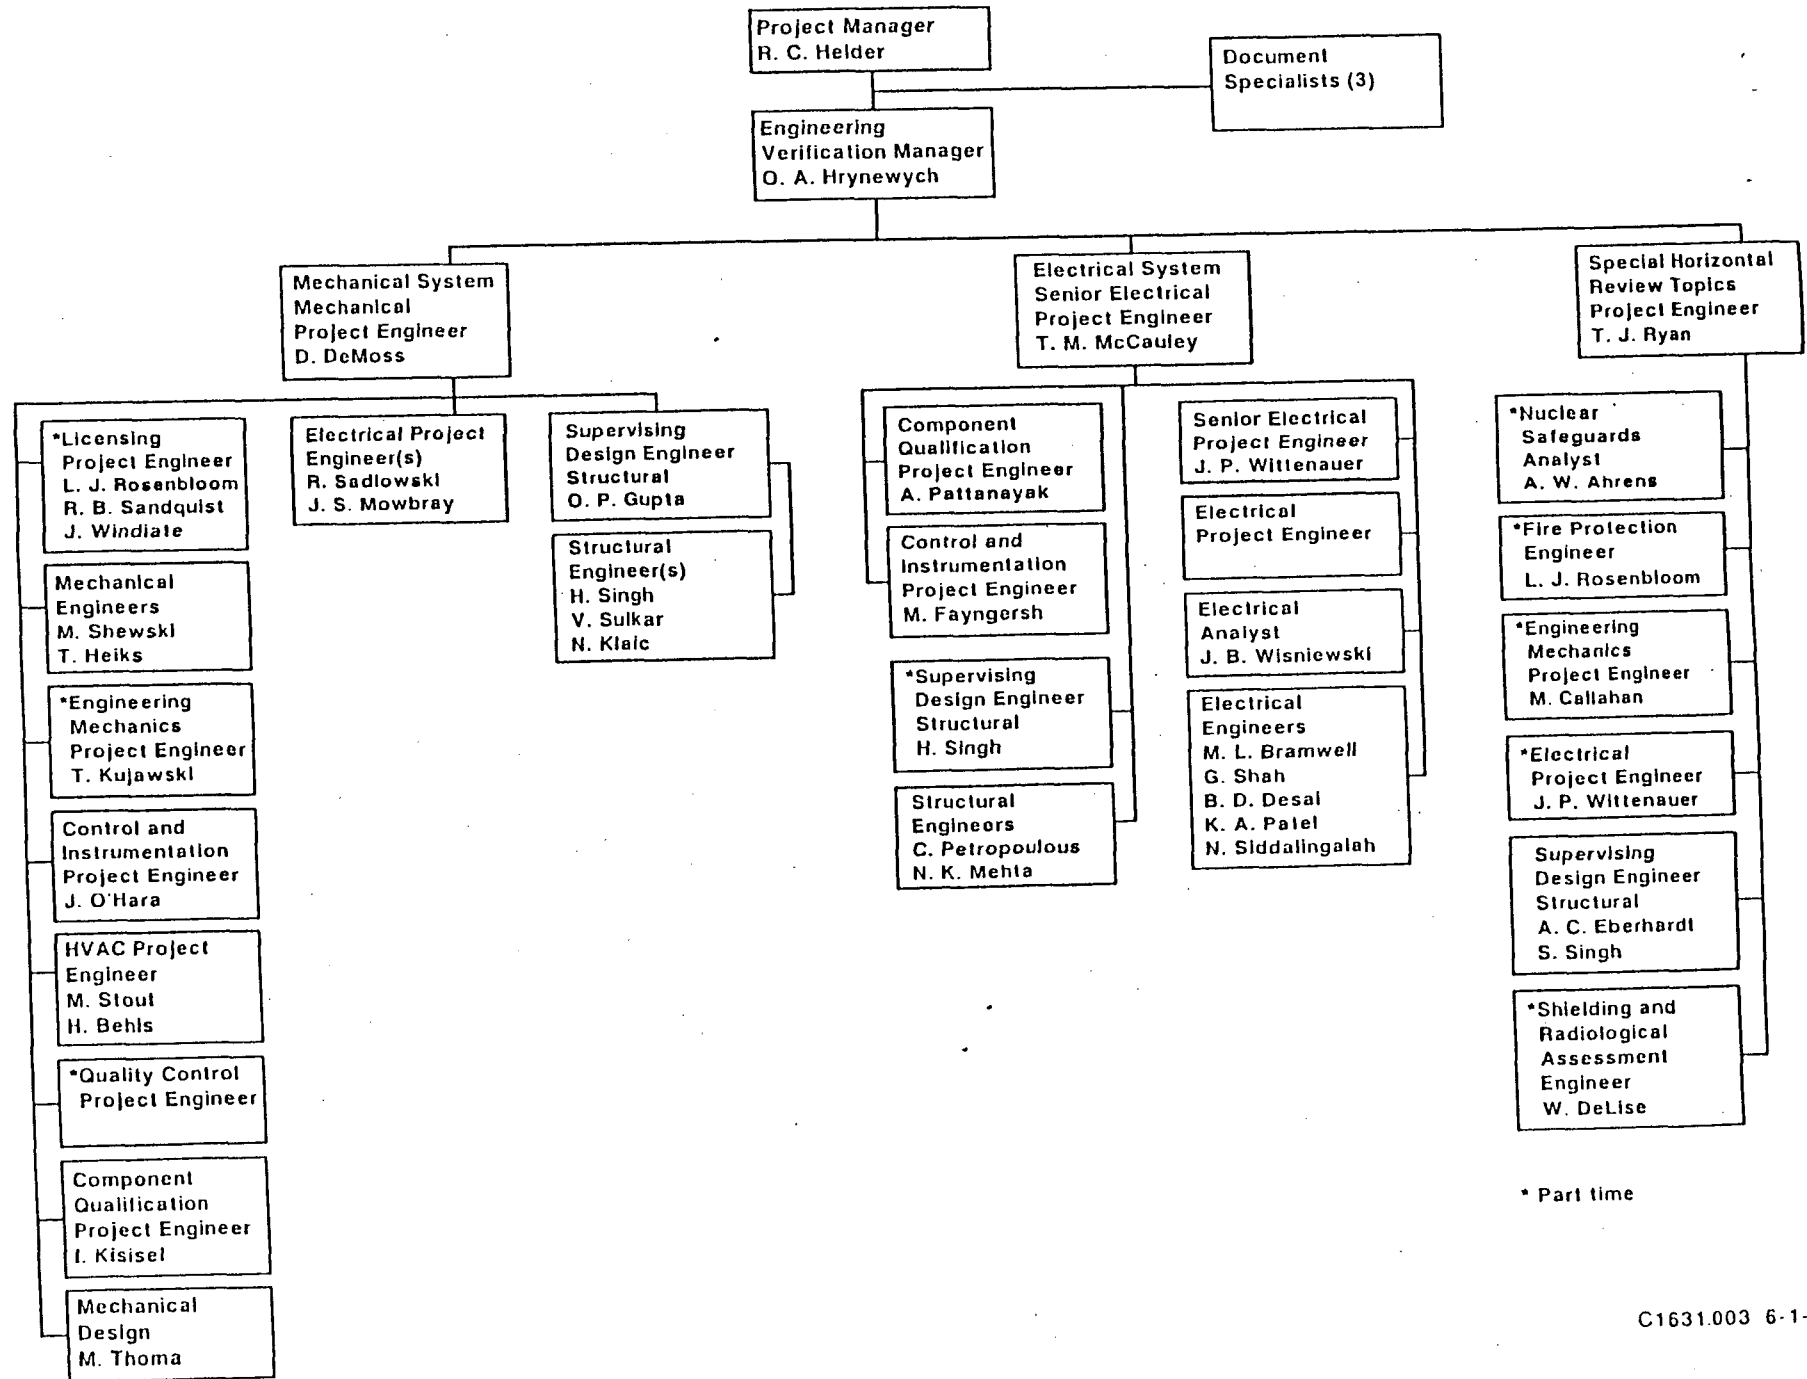 Project Manager
R. C. Helder
Document
Specialists (3)
Engineering
Verification Manager
O. A. Hrynewych
Mechanical System
Mechanical
Project Engineer
D. DeMoss
Electrical System
Senior Electrical
Project Engineer
T. M. McCauley
Special Horizontal
Review Topics
Project Engineer
T. J. Ryan
*Licensing
Project Engineer
L. J. Rosenbloom
R. B. Sandquist
J. Windiate
Mechanical
Engineers
M. Shewski
T. Heiks
*Engineering
Mechanics
Project Engineer
T. Kujawski
Control and
Instrumentation
Project Engineer
J. O'Hara
HVAC Project
Engineer
M. Stout
H. Behls
*Quality Control
Project Engineer
Component
Qualification
Project Engineer
I. Kisisel
Mechanical
Design
M. Thoma
Electrical Project
Engineer(s)
R. Sadlowski
J. S. Mowbray
Supervising
Design Engineer
Structural
O. P. Gupta
Structural
Engineer(s)
H. Singh
V. Sulkar
N. Klaic
Component
Qualification
Project Engineer
A. Pattanayak
Control and
Instrumentation
Project Engineer
M. Fayngersh
*Supervising
Design Engineer
Structural
H. Singh
Structural
Engineers
C. Petropoulous
N. K. Mehta
Senior Electrical
Project Engineer
J. P. Wittenauer
Electrical
Project Engineer
Electrical
Analyst
J. B. Wisniewski
Electrical
Engineers
M. L. Bramwell
G. Shah
B. D. Desai
K. A. Patel
N. Siddalingaiah
*Nuclear
Safeguards
Analyst
A. W. Ahrens
*Fire Protection
Engineer
L. J. Rosenbloom
*Engineering
Mechanics
Project Engineer
M. Callahan
*Electrical
Project Engineer
J. P. Wittenauer
Supervising
Design Engineer
Structural
A. C. Eberhardt
S. Singh
*Shielding and
Radiological
Assessment
Engineer
W. DeLise
* Part time
C1631.003 6-1-